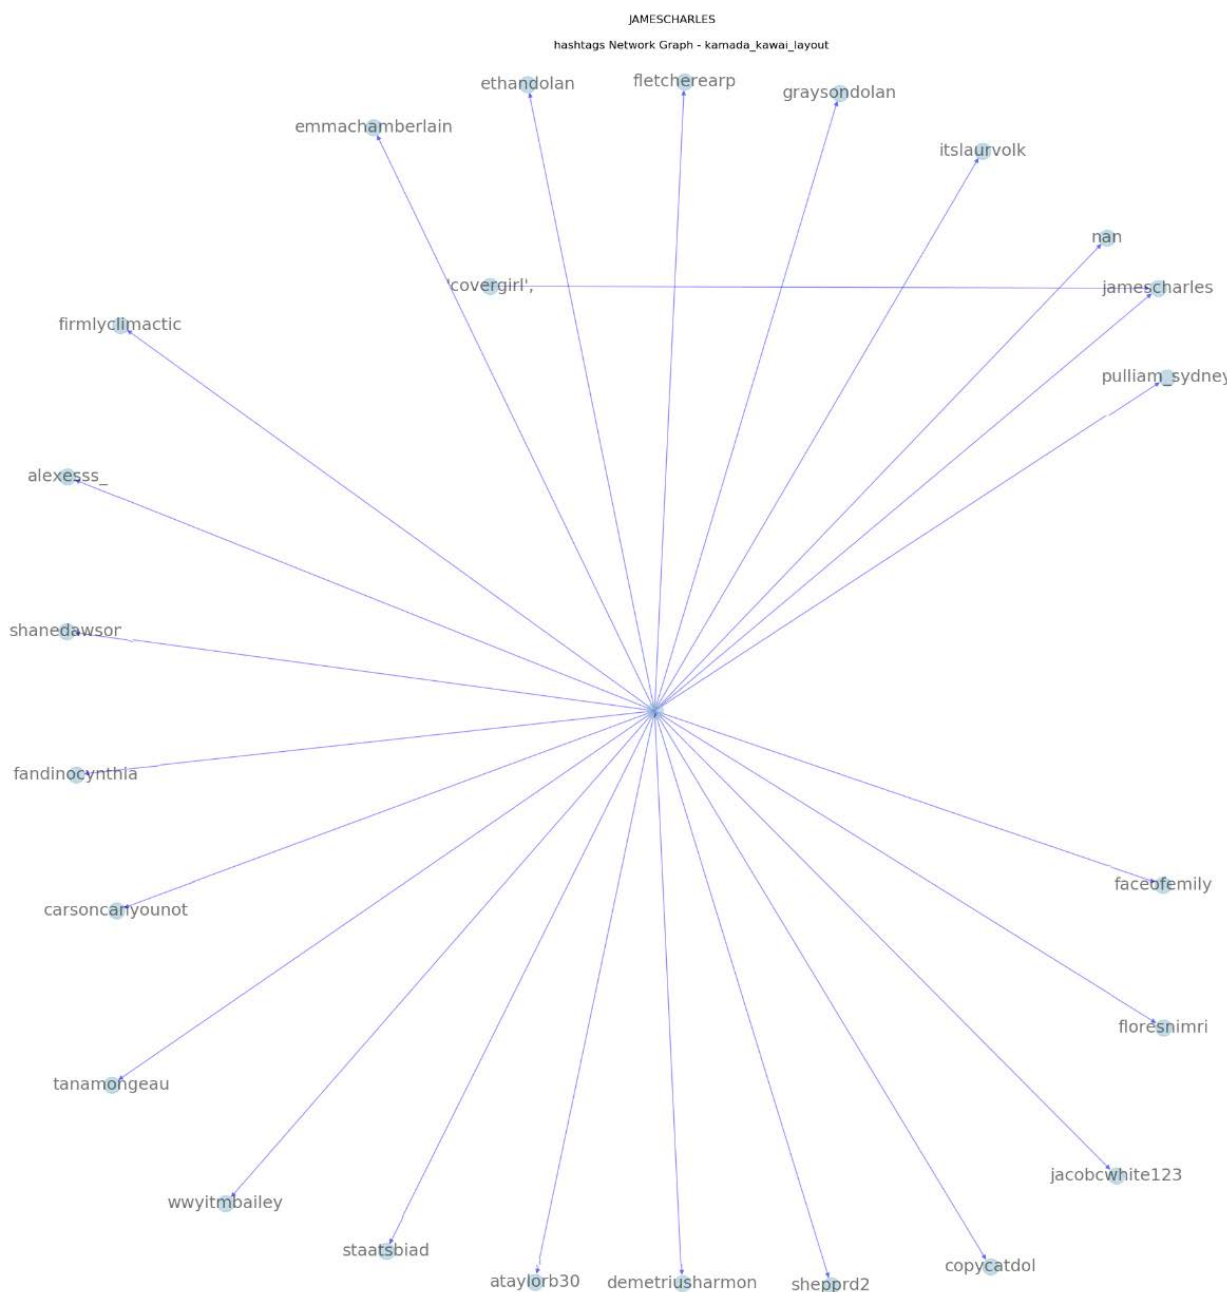 JAMESCHARLES
hashtags Network Graph - kamada_kawai_layout
fletcherearp
ethandolan
graysondolan
emmachamberlain
itslaurvolk
nan
'covergirl',
jamescharles
firmlyclimactic
pulliam_sydney
alexesss_
shanedawsor
fandinocynthia
faceofemily
carsoncanyounot
floresnimri
tanamongeau
jacobcwhite123
wwyitmbailey
staatsbiad
copycatdol
ataylorb30
demetriusharmon
shepprd2